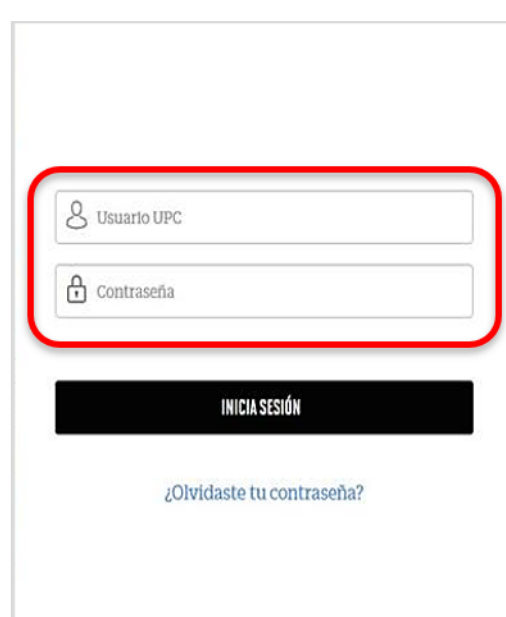 Usuario UPC
Contraseña
INICIA SESIÓN
¿Olvidaste tu contraseña?